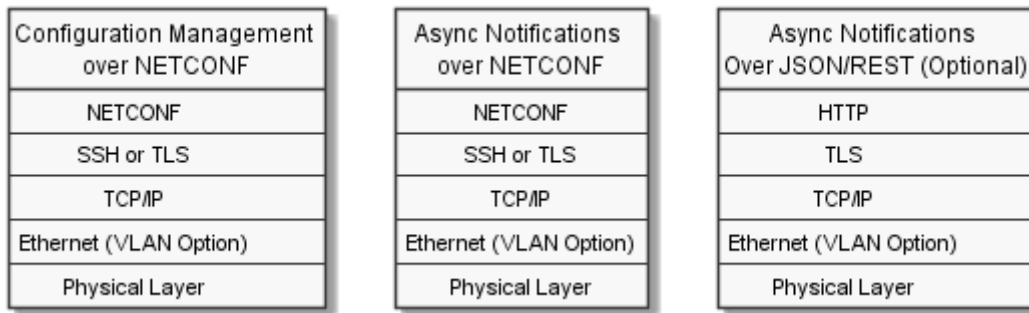 Configuration Management
over NETCONF
NETCONF
SSH or TLS
TCP/IP
Ethernet (VLAN Option)
Physical Layer
Async Notifications
over NETCONF
NETCONF
SSH or TLS
TCP/IP
Ethernet (VLAN Option)
Physical Layer
Async Notifications
Over JSON/REST (Optional)
HTTP
TLS
TCP/IP
Ethernet (VLAN Option)
Physical Layer